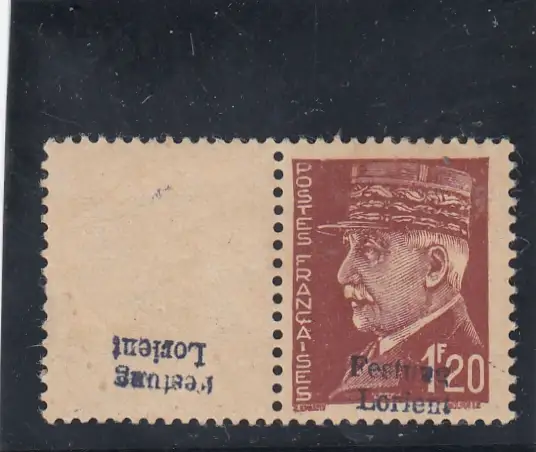 Lorient
Festung
POSTES FRANÇAISES
1F20
Festung
Lorient